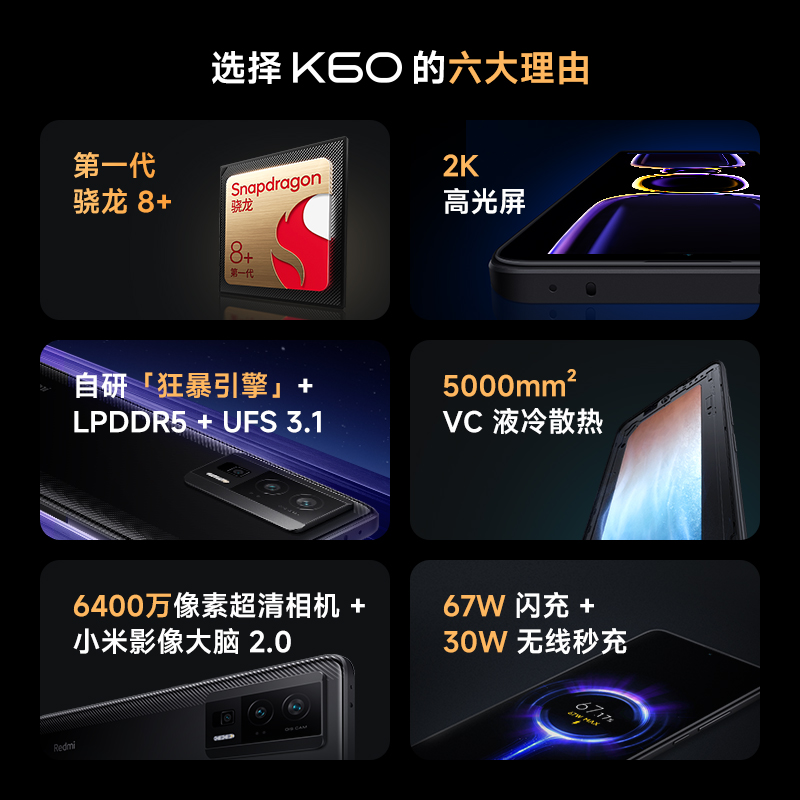 选择 K60 的六大理由
第一代
骁龙 8+
Snapdragon
骁龙
8+
第一代
2K
高光屏
自研「狂暴引擎」+
LPDDR5 + UFS 3.1
5000mm²
VC 液冷散热
6400万像素超清相机 +
小米影像大脑 2.0
Redmi
67W 闪充 +
30W 无线秒充
67W MAX